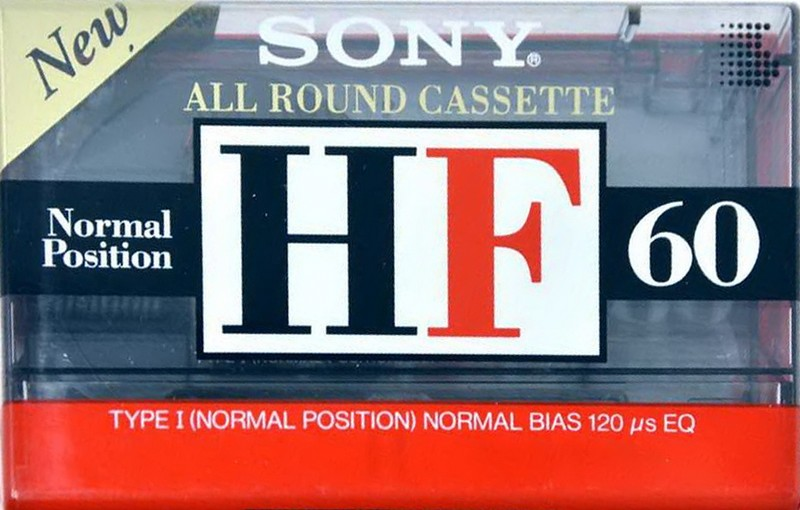 New
SONY®
ALL ROUND CASSETTE
HF
Normal
Position
60
TYPE I (NORMAL POSITION) NORMAL BIAS 120 μs EQ